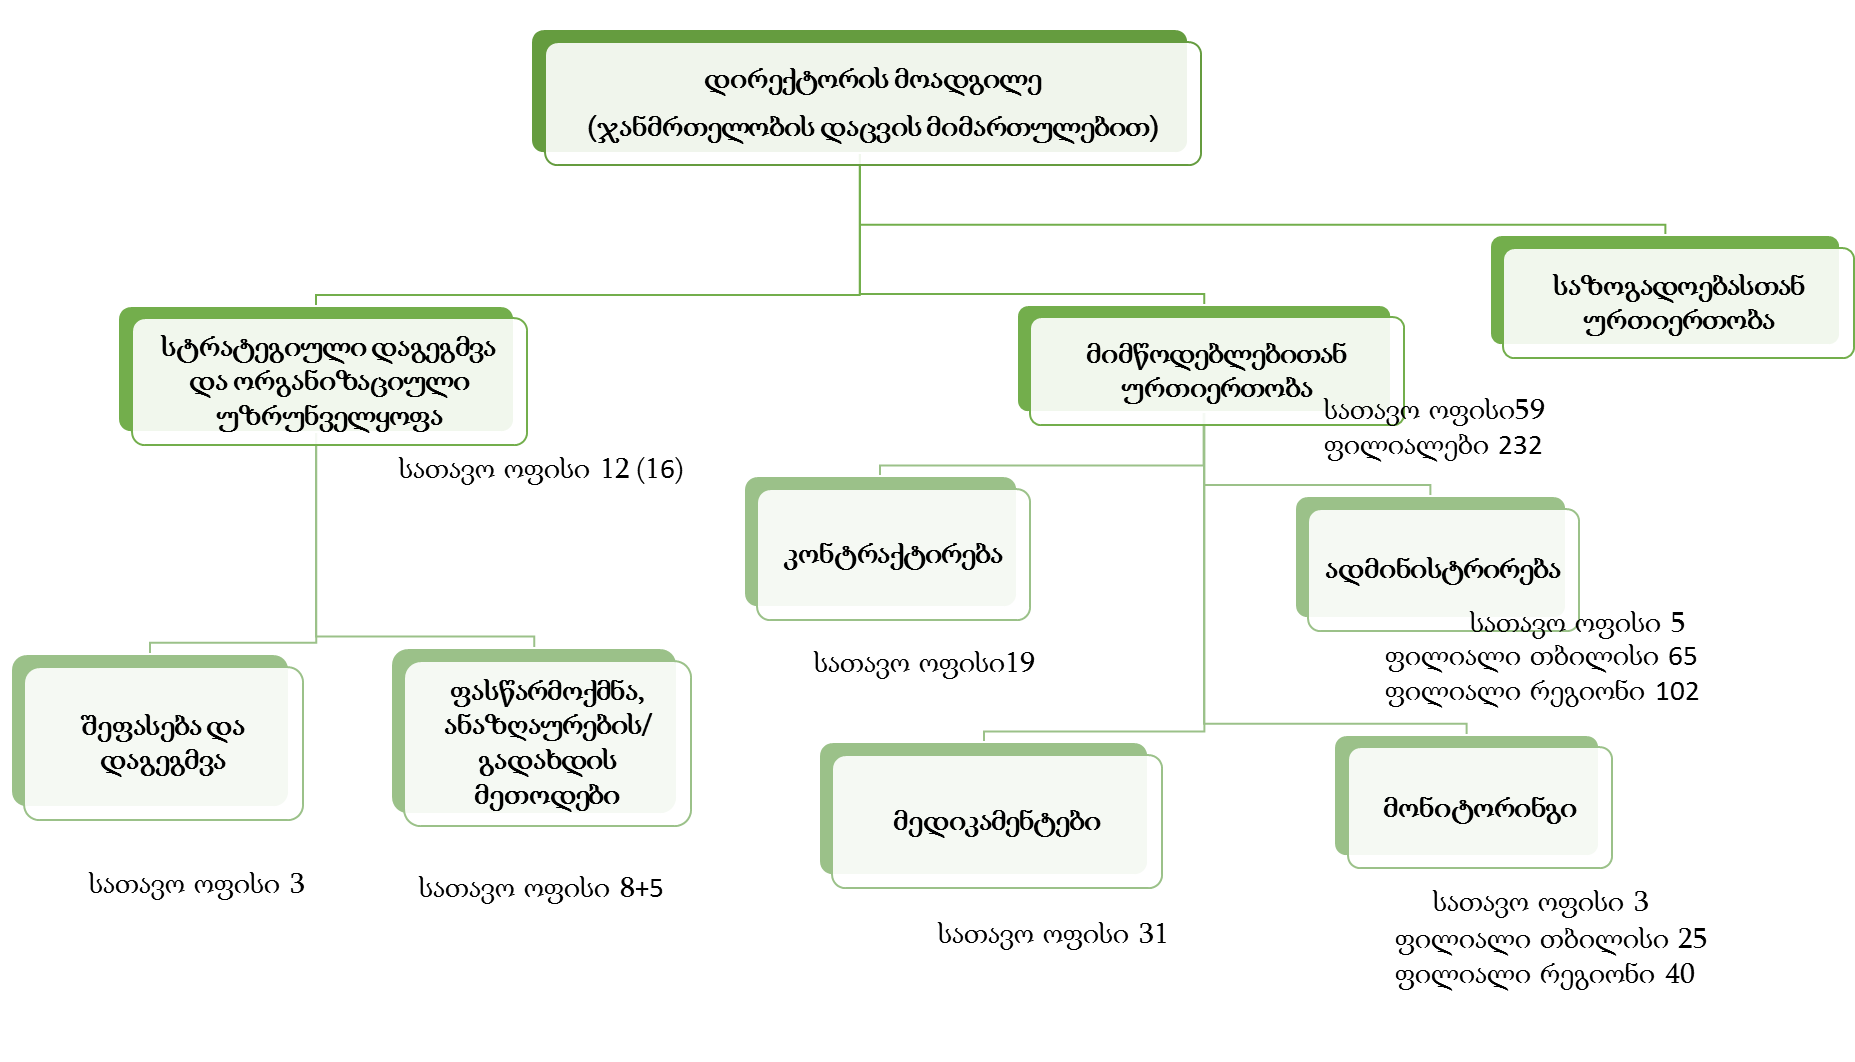 დირექტორის მოადგილე
(ჯანმრთელობის დაცვის მიმართულებით)
საზოგადოებასთან
ურთიერთობა
სტრატეგიული დაგეგმვა
და ორგანიზაციული
უზრუნველყოფა
სათავო ოფისი 12 (16)
მიმწოდებლებითან
ურთიერთობა
სათავო ოფისი59
ფილიალები 232
კონტრაქტირება
სათავო ოფისი19
ადმინისტრირება
სათავო ოფისი 5
ფილიალი თბილისი 65
ფილიალი რეგიონი 102
შეფასება და
დაგეგმვა
სათავო ოფისი 3
ფასწარმოქმნა,
ანაზღაურების/
გადახდის
მეთოდები
სათავო ოფისი 8+5
მედიკამენტები
სათავო ოფისი 31
მონიტორინგი
სათავო ოფისი 3
ფილიალი თბილისი 25
ფილიალი რეგიონი 40